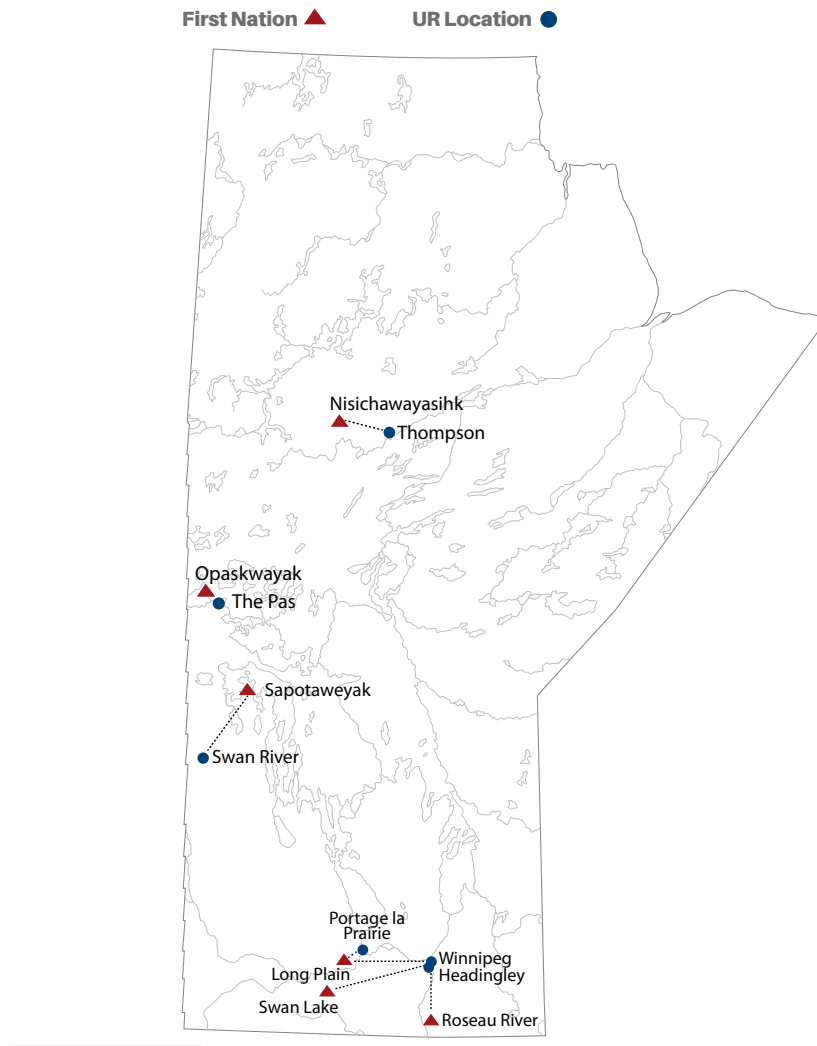 First Nation
UR Location
Nisichawayasihk
Thompson
Opaskwayak
The Pas
Sapotaweyak
Swan River
Portage la
Prairie
Winnipeg
Long Plain
Headingley
Swan Lake
Roseau River